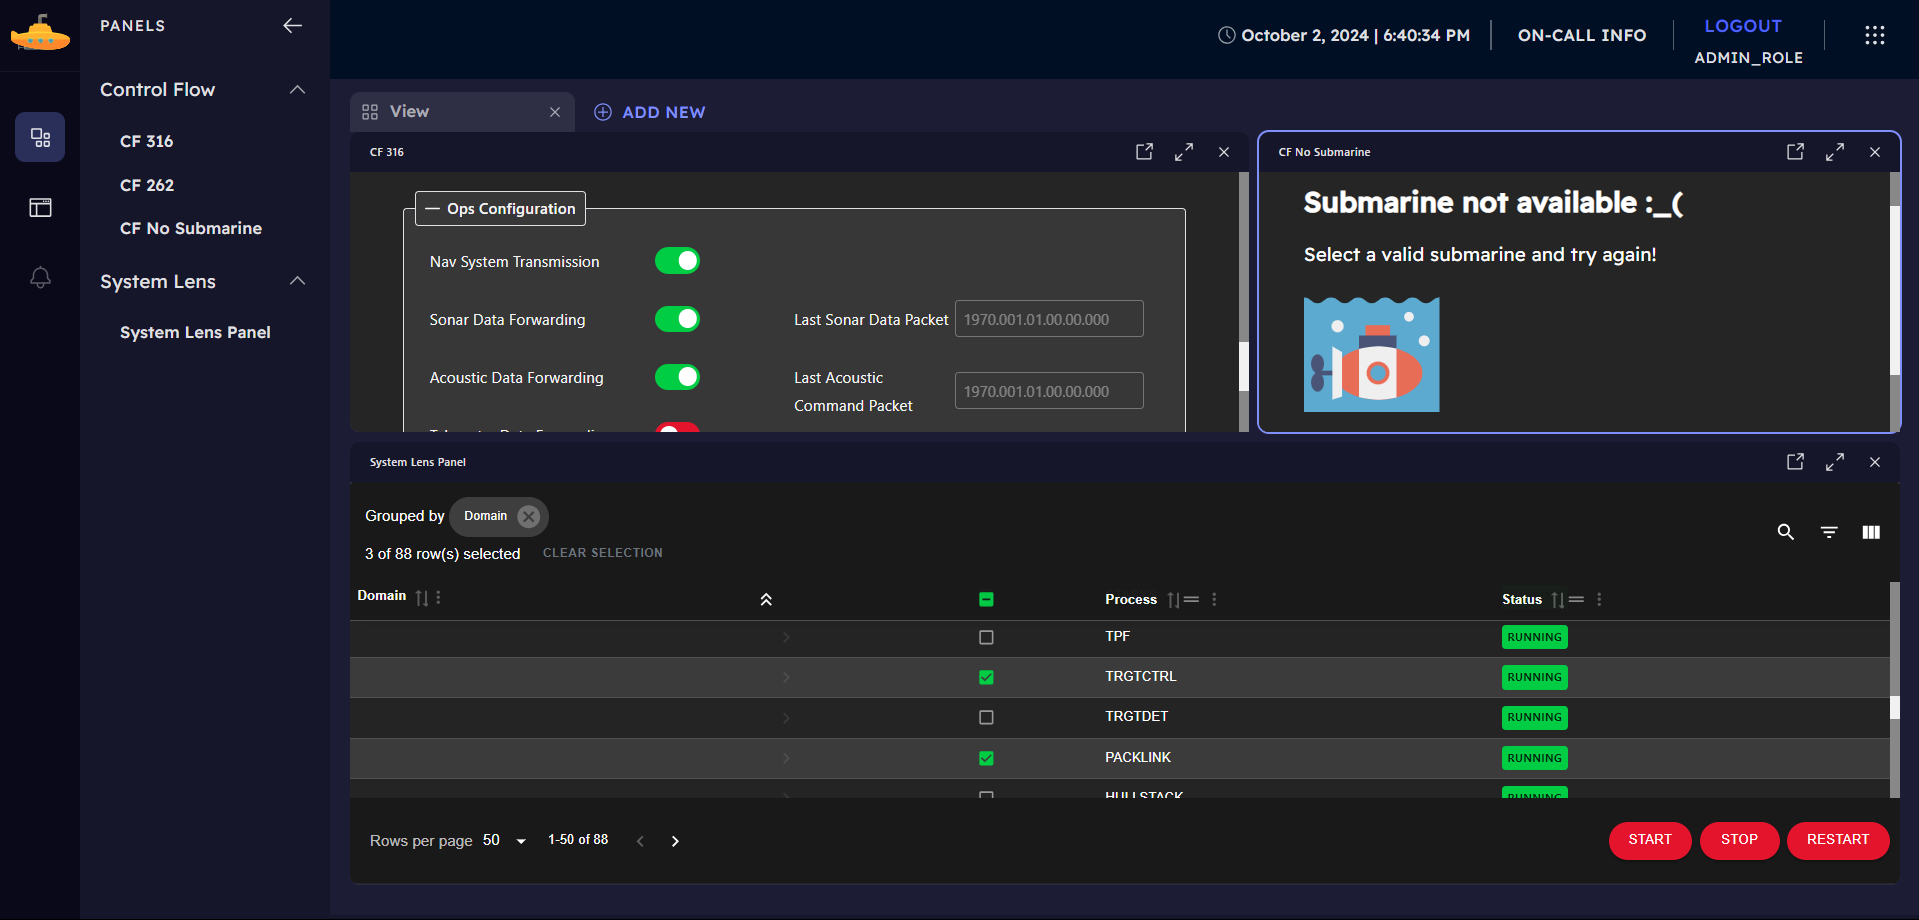 PANELS
Control Flow
CF 316
CF 262
CF No Submarine
System Lens
System Lens Panel
October 2, 2024 | 6:40:34 PM
ON-CALL INFO
LOGOUT
ADMIN_ROLE
View
ADD NEW
CF 316
Ops Configuration
Nav System Transmission
Sonar Data Forwarding
Last Sonar Data Packet
1970.001.01.00.00.000
Acoustic Data Forwarding
Last Acoustic
Command Packet
1970.001.01.00.00.000
CF No Submarine
Submarine not available :_(
Select a valid submarine and try again!
System Lens Panel
Grouped by Domain
3 of 88 row(s) selected CLEAR SELECTION
Domain Process Status
TPF RUNNING
TRGTCTRL RUNNING
TRGTDET RUNNING
PACKLINK RUNNING
HULLSTACK RUNNING
Rows per page 50 1-50 of 88
START STOP RESTART